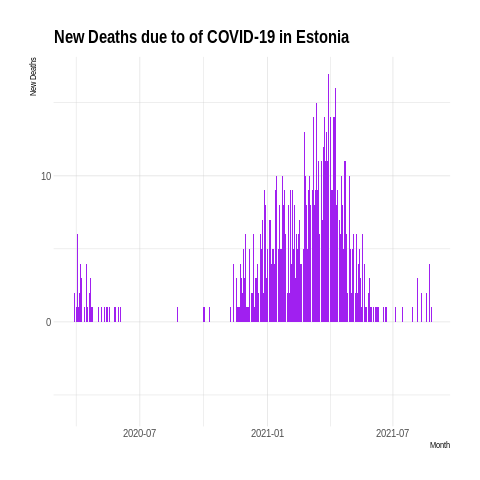 New Deaths due to of COVID-19 in Estonia
New Deaths
10
0
2020-07
2021-01
2021-07
Month